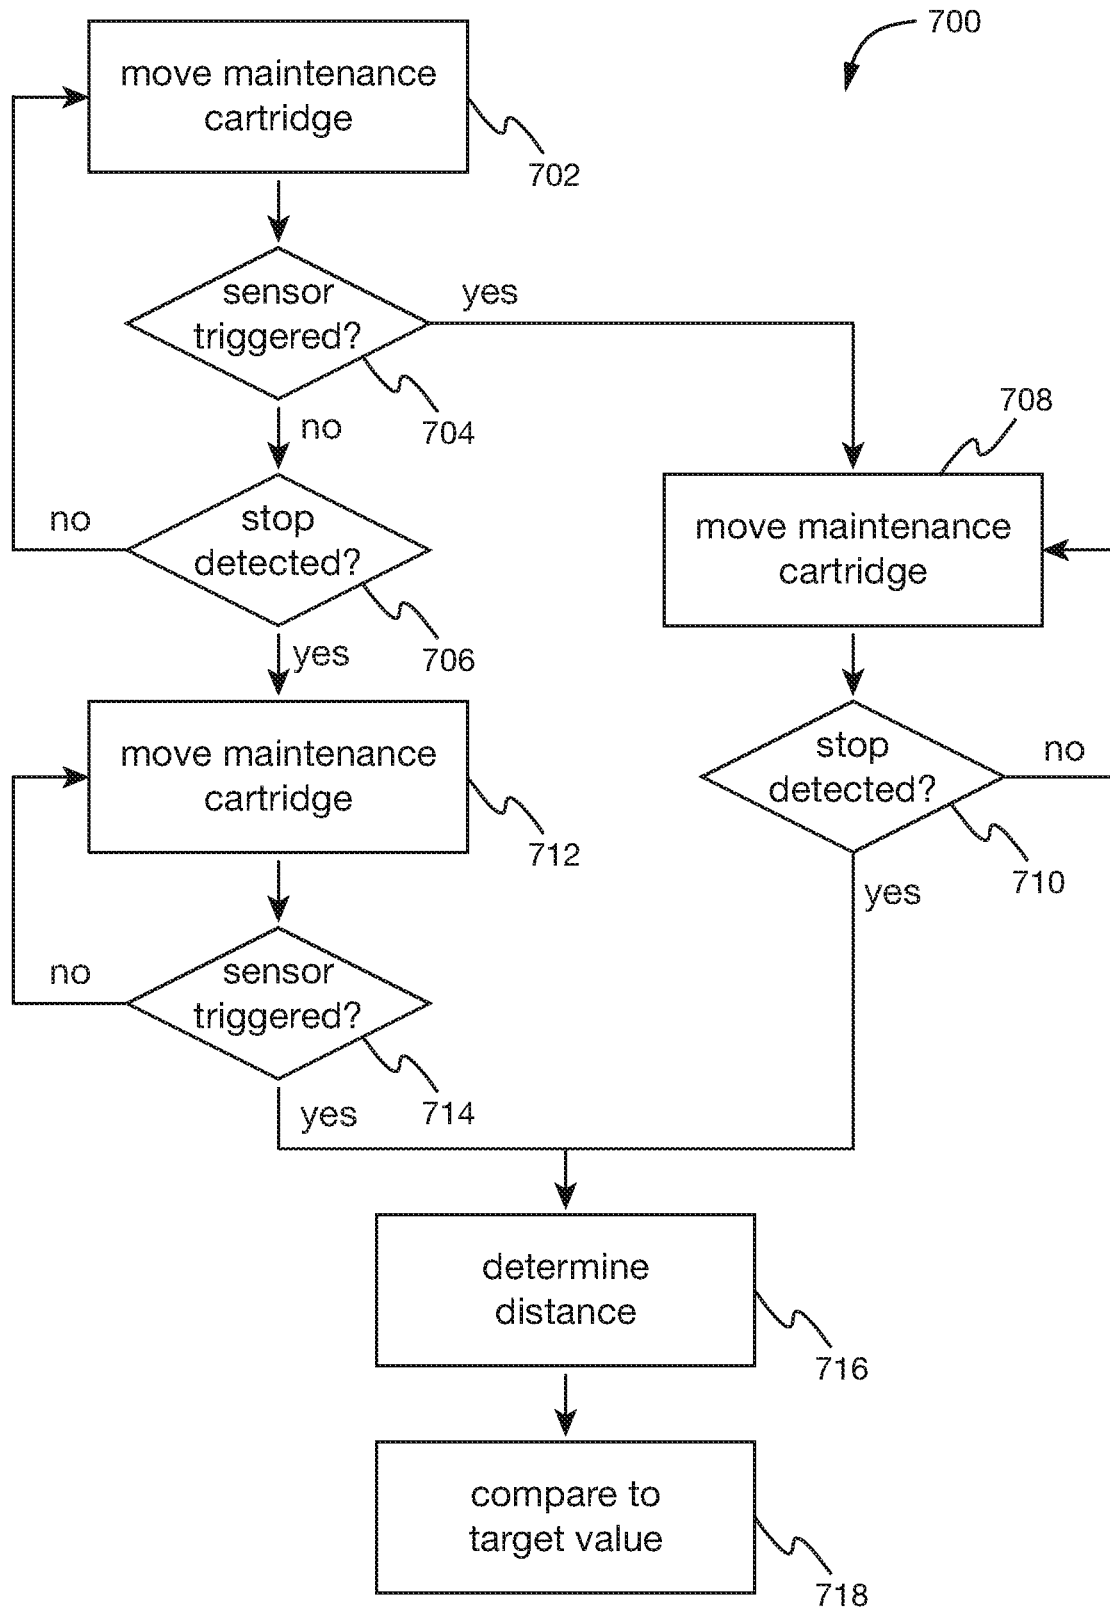 700
move maintenance
cartridge
702
sensor
triggered?
yes
704
no
708
stop
detected?
no
706
yes
move maintenance
cartridge
move maintenance
cartridge
712
stop
detected?
no
710
yes
sensor
triggered?
no
714
yes
determine
distance
716
compare to
target value
718